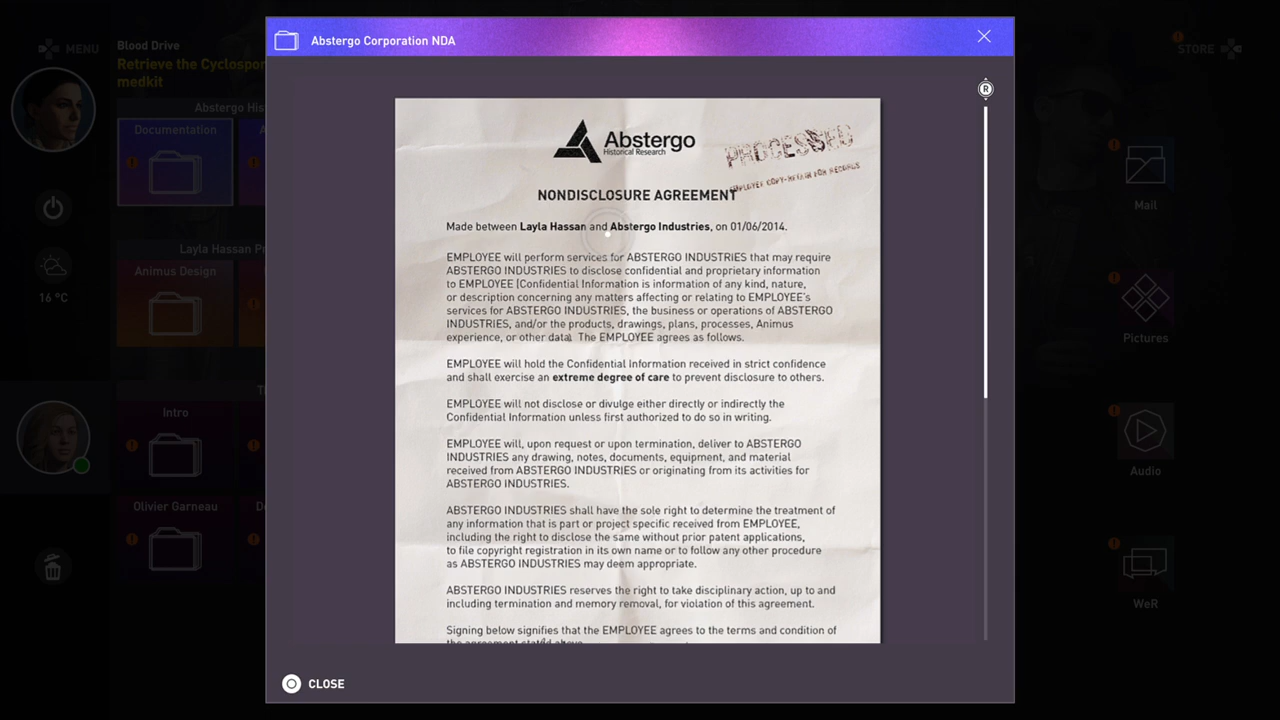 Abstergo Corporation NDA
MENU
Blood Drive
Retrieve the Cyclospor
medkit
STORE
Abstergo His
Documentation
A
16 °C
Layla Hassan Pr
Animus Design
Intro
Olivier Garneau
Mail
Pictures
Audio
WeR
R
Abstergo
Historical Research
PROCESSED
EMPLOYEE COPY-RETAIN FOR RECORDS
NONDISCLOSURE AGREEMENT
Made between Layla Hassan and Abstergo Industries, on 01/06/2014.
EMPLOYEE will perform services for ABSTERGO INDUSTRIES that may require
ABSTERGO INDUSTRIES to disclose confidential and proprietary information
to EMPLOYEE (Confidential Information is information of any kind, nature,
or description concerning any matters affecting or relating to EMPLOYEE's
services for ABSTERGO INDUSTRIES, the business or operations of ABSTERGO
INDUSTRIES, and/or the products, drawings, plans, processes, Animus
experience, or other data). The EMPLOYEE agrees as follows.
EMPLOYEE will hold the Confidential Information received in strict confidence
and shall exercise an extreme degree of care to prevent disclosure to others.
EMPLOYEE will not disclose or divulge either directly or indirectly the
Confidential Information unless first authorized to do so in writing.
EMPLOYEE will, upon request or upon termination, deliver to ABSTERGO
INDUSTRIES any drawing, notes, documents, equipment, and material
received from ABSTERGO INDUSTRIES or originating from its activities for
ABSTERGO INDUSTRIES.
ABSTERGO INDUSTRIES shall have the sole right to determine the treatment of
any information that is part or project specific received from EMPLOYEE,
including the right to disclose the same without prior patent applications,
to file copyright registration in its own name or to follow any other procedure
as ABSTERGO INDUSTRIES may deem appropriate.
ABSTERGO INDUSTRIES reserves the right to take disciplinary action, up to and
including termination and memory removal, for violation of this agreement.
Signing below signifies that the EMPLOYEE agrees to the terms and condition of
the agreement stated above.
CLOSE